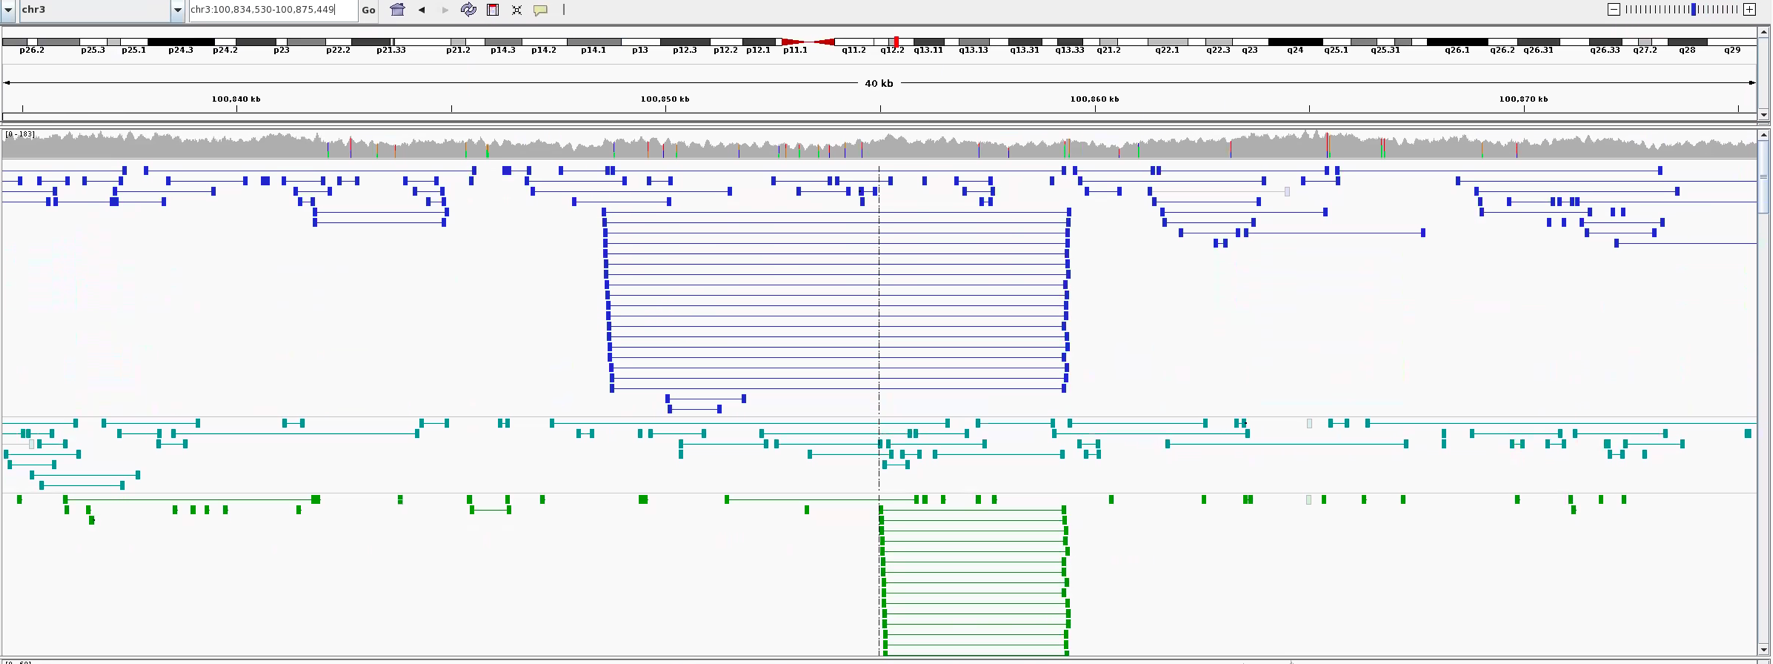 chr3 chr3:100,834,530-100,875,449 Go
p26.2 p25.3 p25.1 p24.3 p24.2 p23 p22.2 p21.33 p21.2 p14.3 p14.2 p14.1 p13 p12.3 p12.2 p12.1 p11.1 q11.2 q12.2 q13.11 q13.13 q13.31 q13.33 q21.2 q22.1 q22.3 q23 q24 q25.1 q25.31 q26.1 q26.2 q26.31 q26.33 q27.2 q28 q29
40 kb
100,840 kb 100,850 kb 100,860 kb 100,870 kb
[0-183]